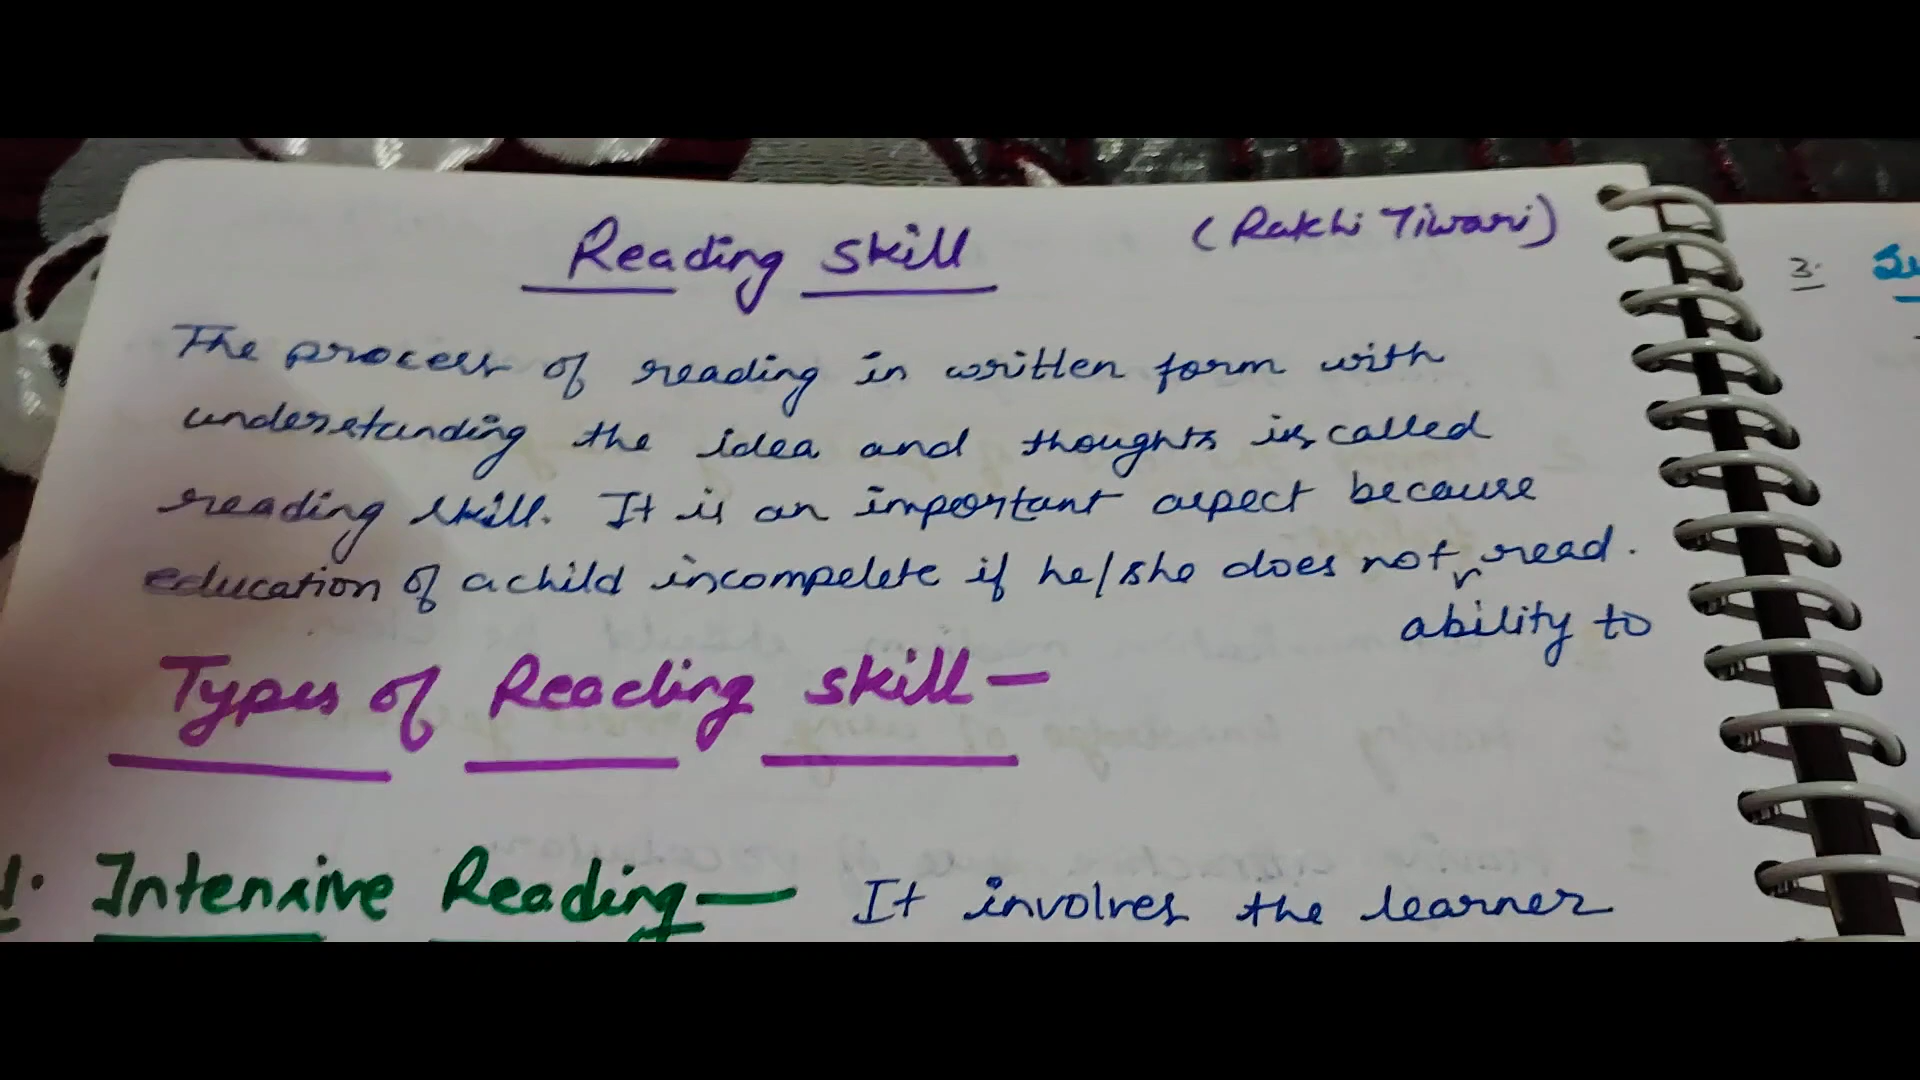 Reading skill (Rakhi Tiwari)
The process of reading in written form with
understanding the idea and thoughts is called
reading skill. It is an important aspect because
education of a child incompelete if he/she does not read.
ability to
Types of Reading skill—
1. Intensive Reading— It involves the learner
3.